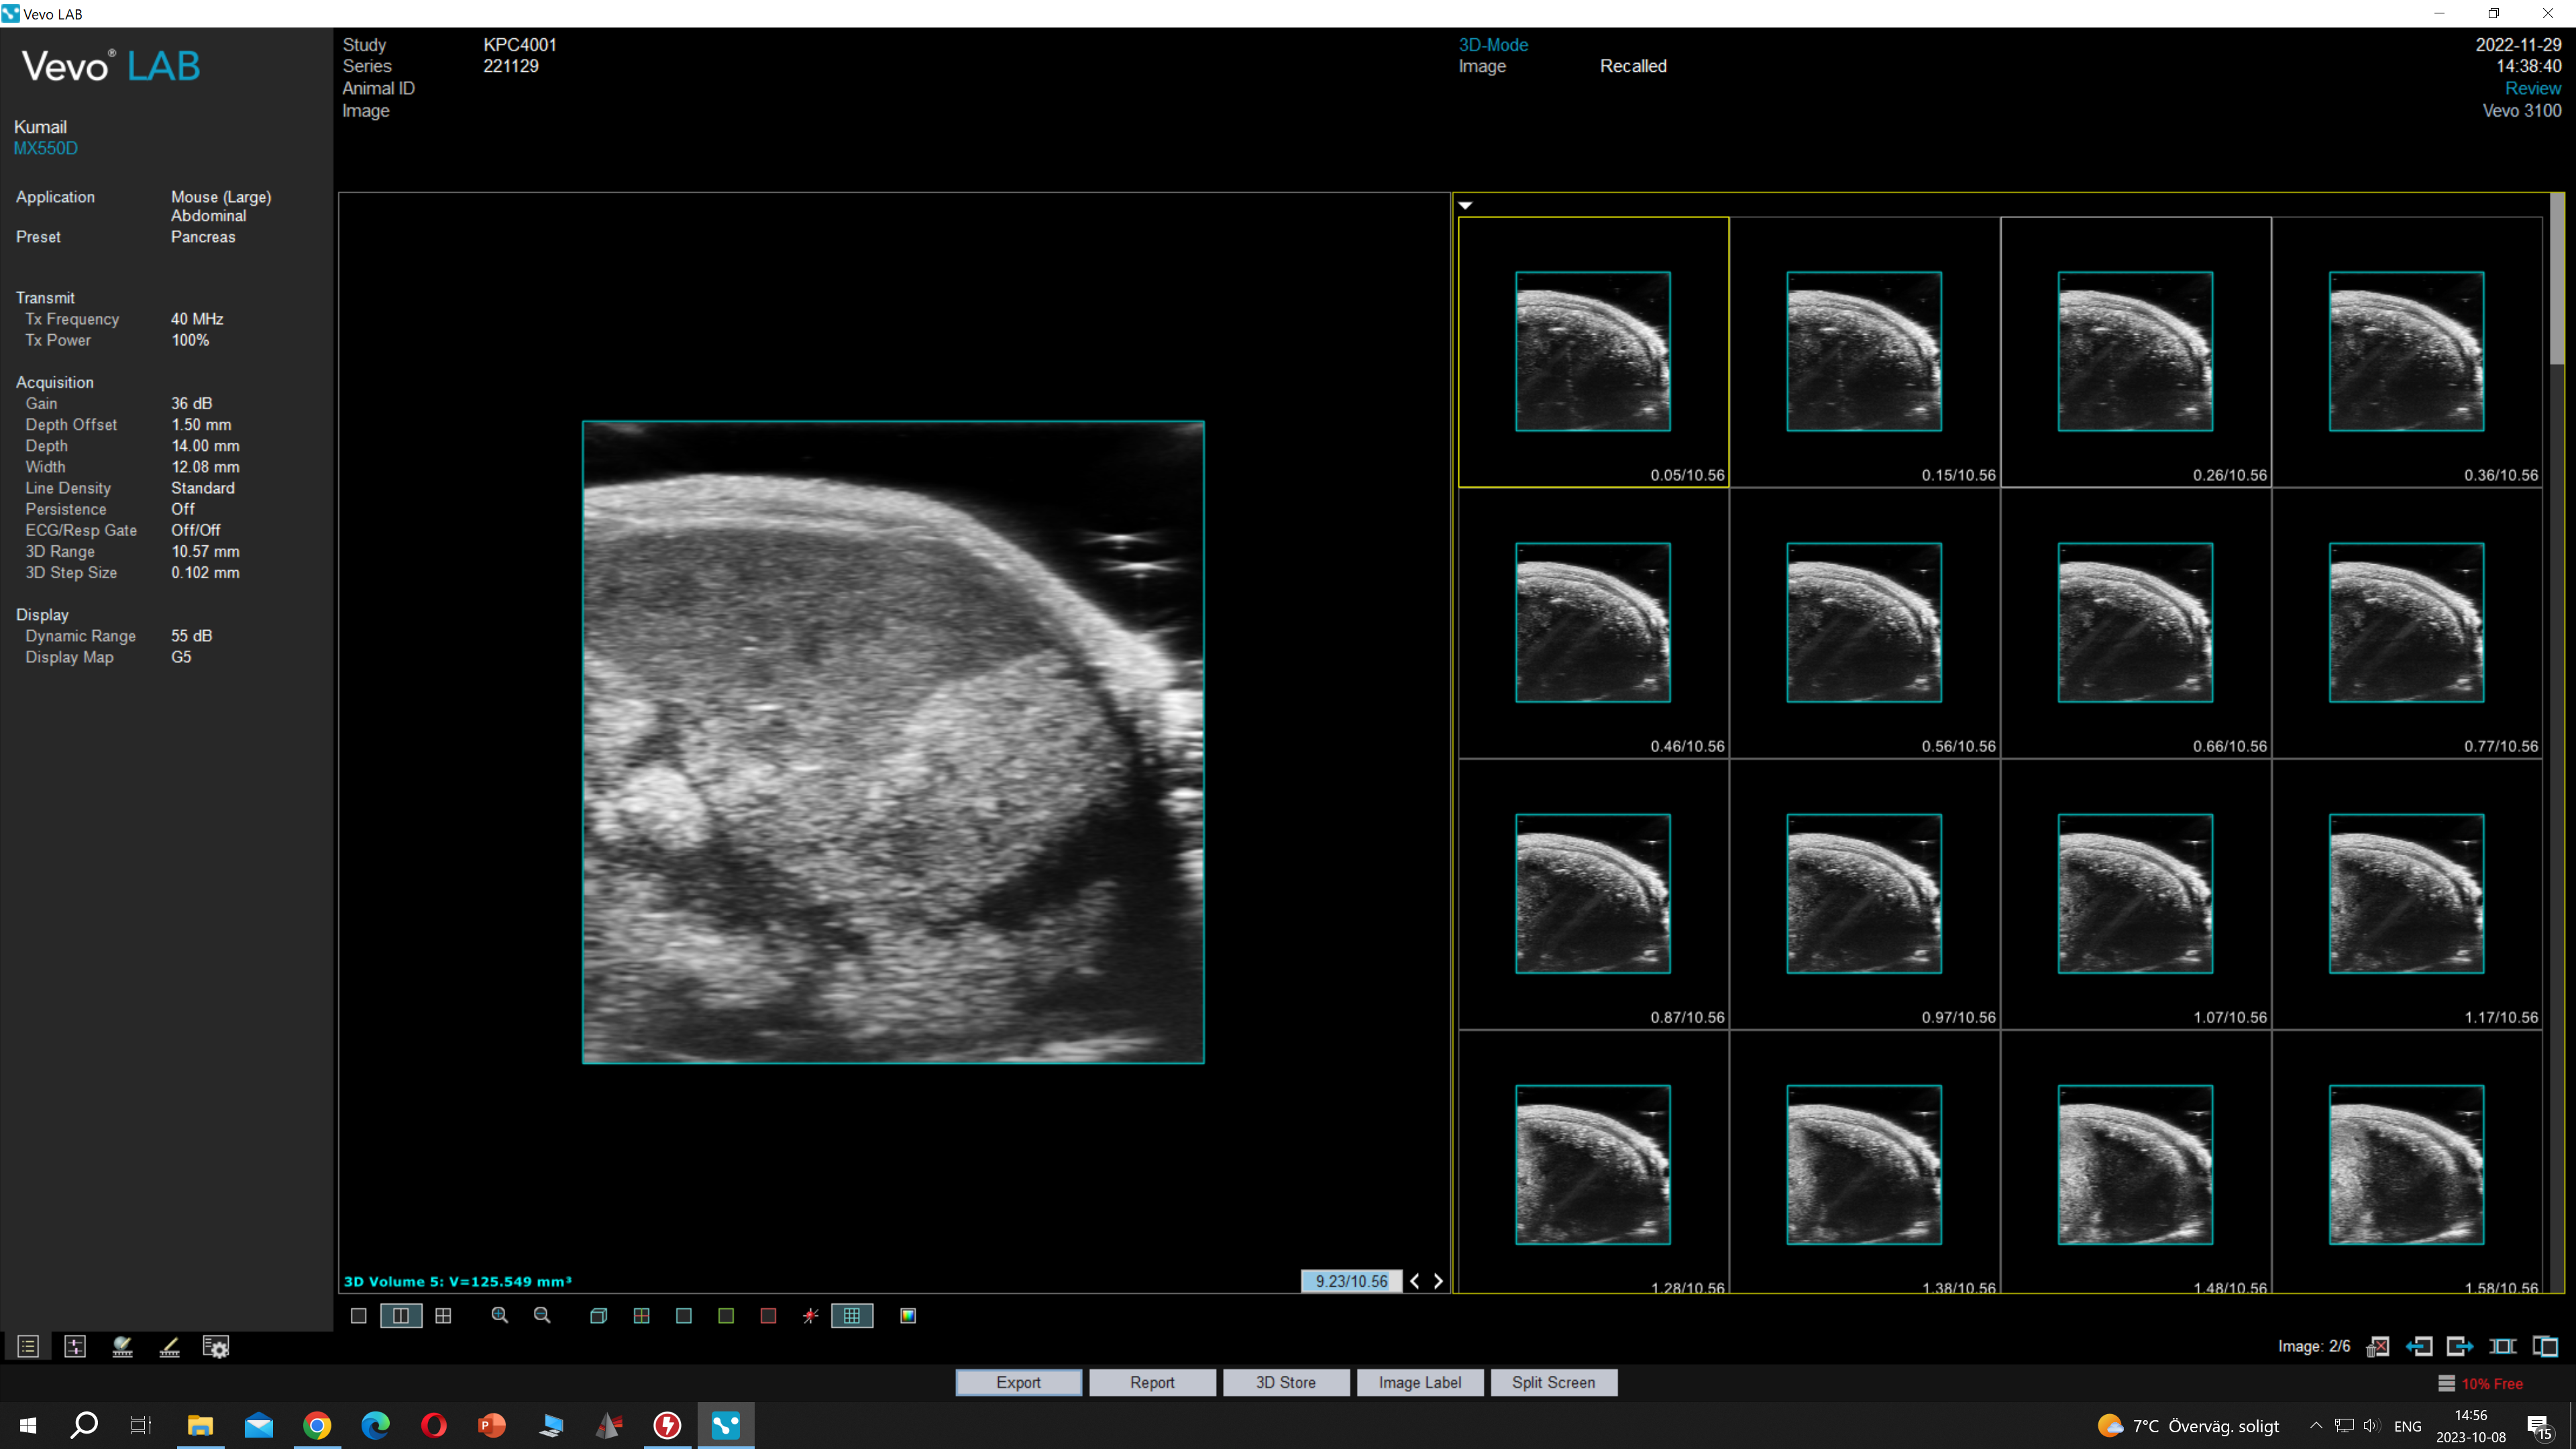 Vevo LAB
Vevo® LAB
Kumail
MX550D
Application Mouse (Large)
Abdominal
Preset Pancreas
Transmit
Tx Frequency 40 MHz
Tx Power 100%
Acquisition
Gain 36 dB
Depth Offset 1.50 mm
Depth 14.00 mm
Width 12.08 mm
Line Density Standard
Persistence Off
ECG/Resp Gate Off/Off
3D Range 10.57 mm
3D Step Size 0.102 mm
Display
Dynamic Range 55 dB
Display Map G5
Study KPC4001
Series 221129
Animal ID
Image
3D-Mode
Image Recalled
2022-11-29
14:38:40
Review
Vevo 3100
0.05/10.56 0.15/10.56 0.26/10.56 0.36/10.56
0.46/10.56 0.56/10.56 0.66/10.56 0.77/10.56
0.87/10.56 0.97/10.56 1.07/10.56 1.17/10.56
1.28/10.56 1.38/10.56 1.48/10.56 1.58/10.56
3D Volume 5: V=125.549 mm³
9.23/10.56
Image: 2/6
Export Report 3D Store Image Label Split Screen
10% Free
7°C Överväg. soligt
ENG
14:56
2023-10-08
15